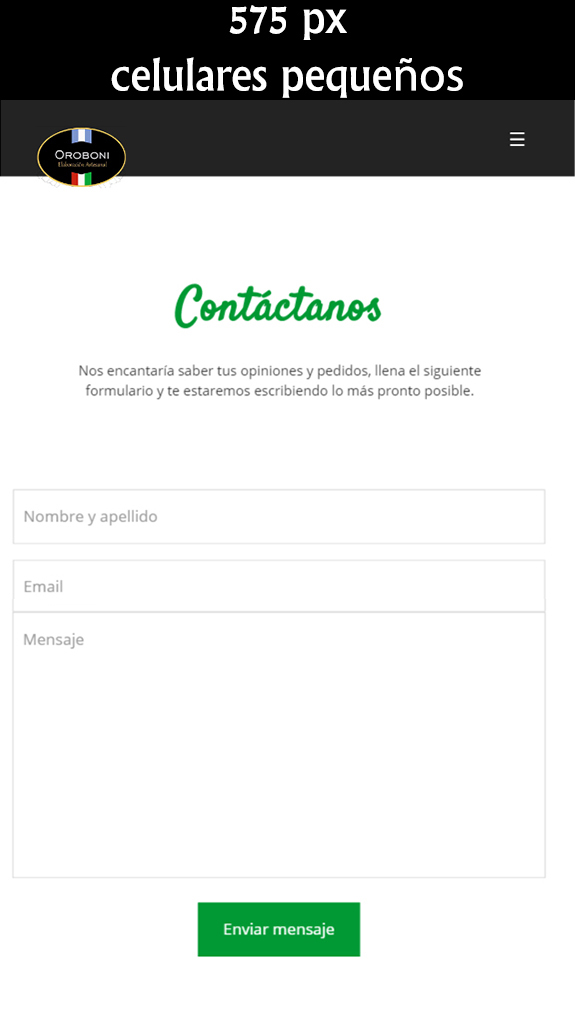 575 px
celulares pequeños
OROBONI
Elaboración Artesanal
Contáctanos
Nos encantaría saber tus opiniones y pedidos, llena el siguiente
formulario y te estaremos escribiendo lo más pronto posible.
Nombre y apellido
Email
Mensaje
Enviar mensaje